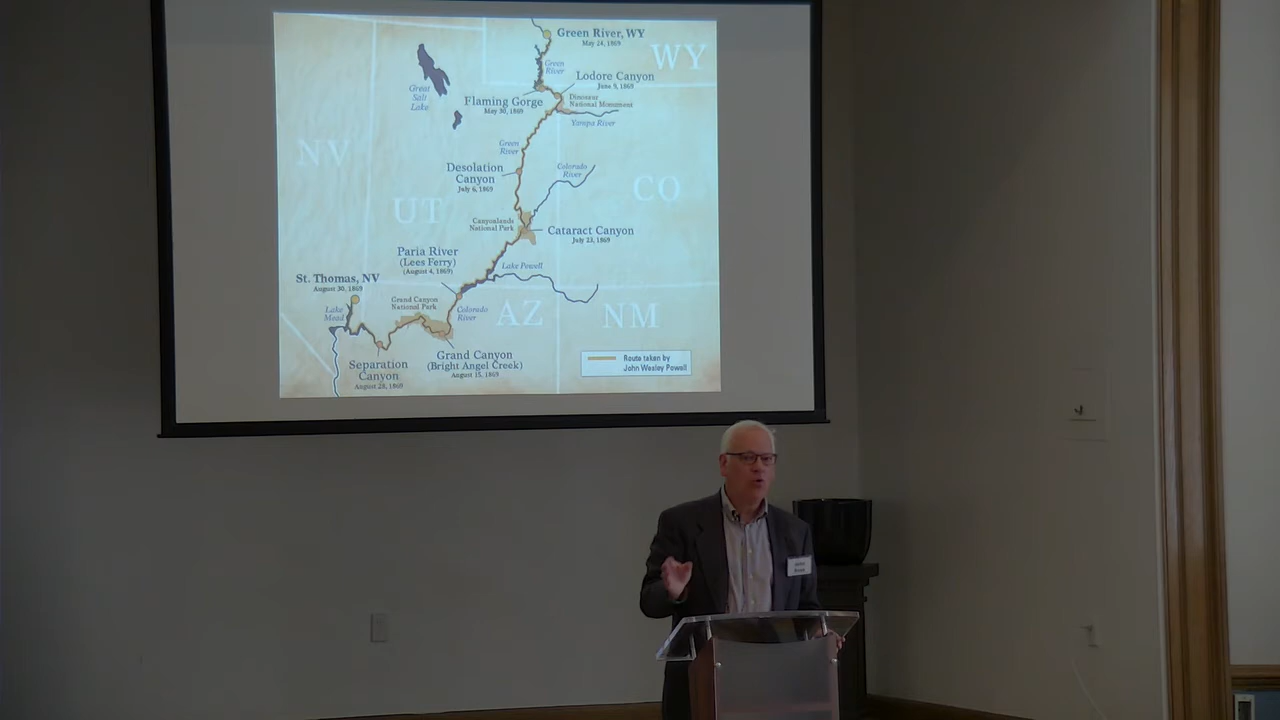 Green River, WY
May 24, 1869
WY
Green
River
Lodore Canyon
June 9, 1869
Great
Salt
Lake
Flaming Gorge
May 30, 1869
Dinosaur
National Monument
Yampa River
NV
Green
River
Desolation
Canyon
July 6, 1869
Colorado
River
CO
UT
Canyonlands
National Park
Cataract Canyon
July 23, 1869
Paria River
(Lees Ferry)
(August 4, 1869)
Lake Powell
St. Thomas, NV
August 30, 1869
Grand Canyon
National Park
Lake
Mead
Colorado
River
AZ
NM
Grand Canyon
(Bright Angel Creek)
August 15, 1869
Separation
Canyon
August 28, 1869
Route taken by
John Wesley Powell